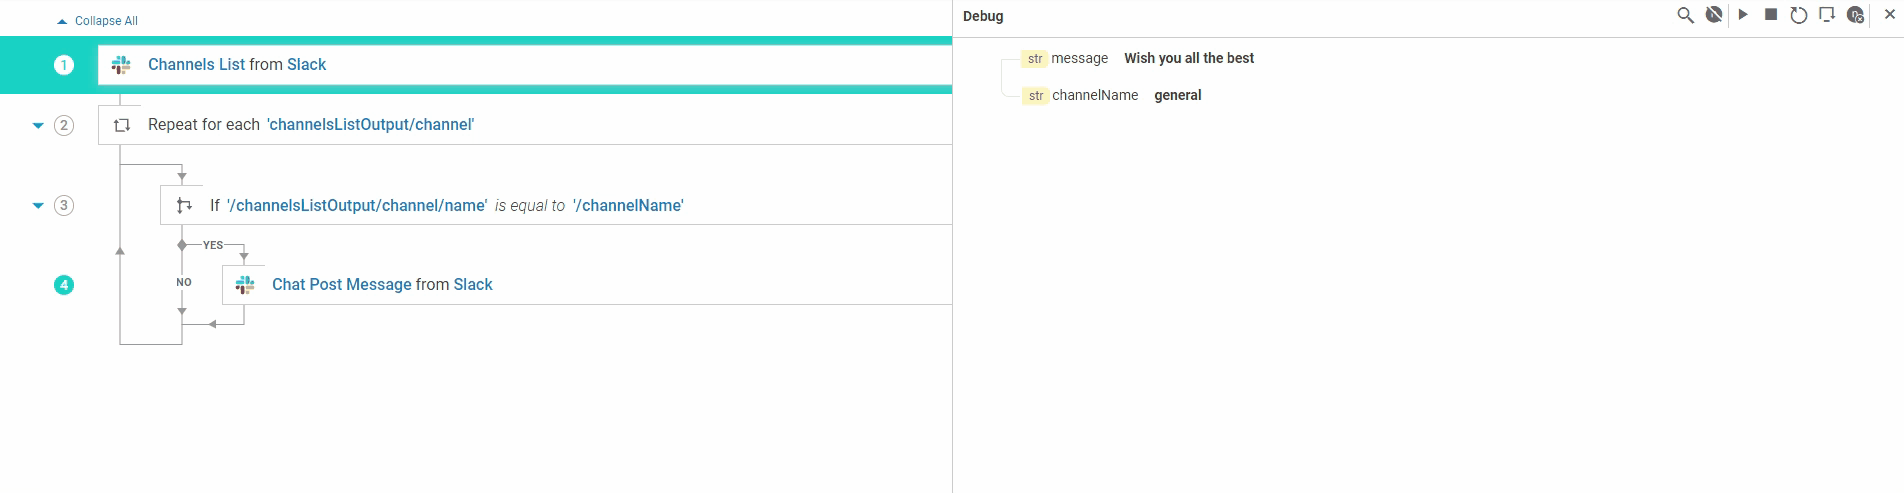 Collapse All
1 Channels List from Slack
2 Repeat for each 'channelsListOutput/channel'
3 If '/channelsListOutput/channel/name' is equal to '/channelName'
YES
NO
4 Chat Post Message from Slack
Debug
str message Wish you all the best
str channelName general